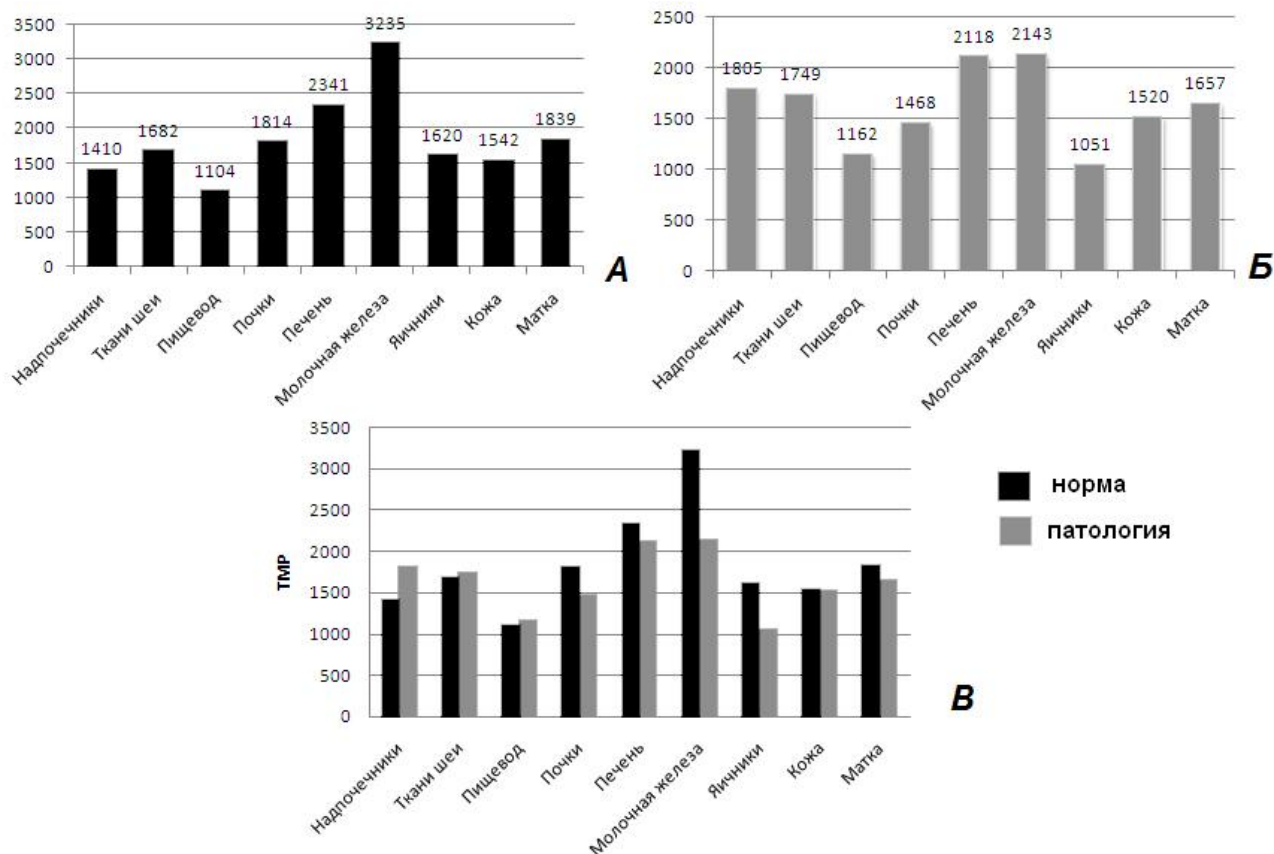 3500
3000
2500
2000
1500
1000
500
0
1410
1682
1104
1814
2341
3235
1620
1542
1839
Надпочечники
Ткани шеи
Пищевод
Почки
Печень
Молочная железа
Яичники
Кожа
Матка
А
2500
2000
1500
1000
500
0
1805
1749
1162
1468
2118
2143
1051
1520
1657
Надпочечники
Ткани шеи
Пищевод
Почки
Печень
Молочная железа
Яичники
Кожа
Матка
Б
ТМР
3500
3000
2500
2000
1500
1000
500
0
Надпочечники
Ткани шеи
Пищевод
Почки
Печень
Молочная железа
Яичники
Кожа
Матка
В
норма
патология